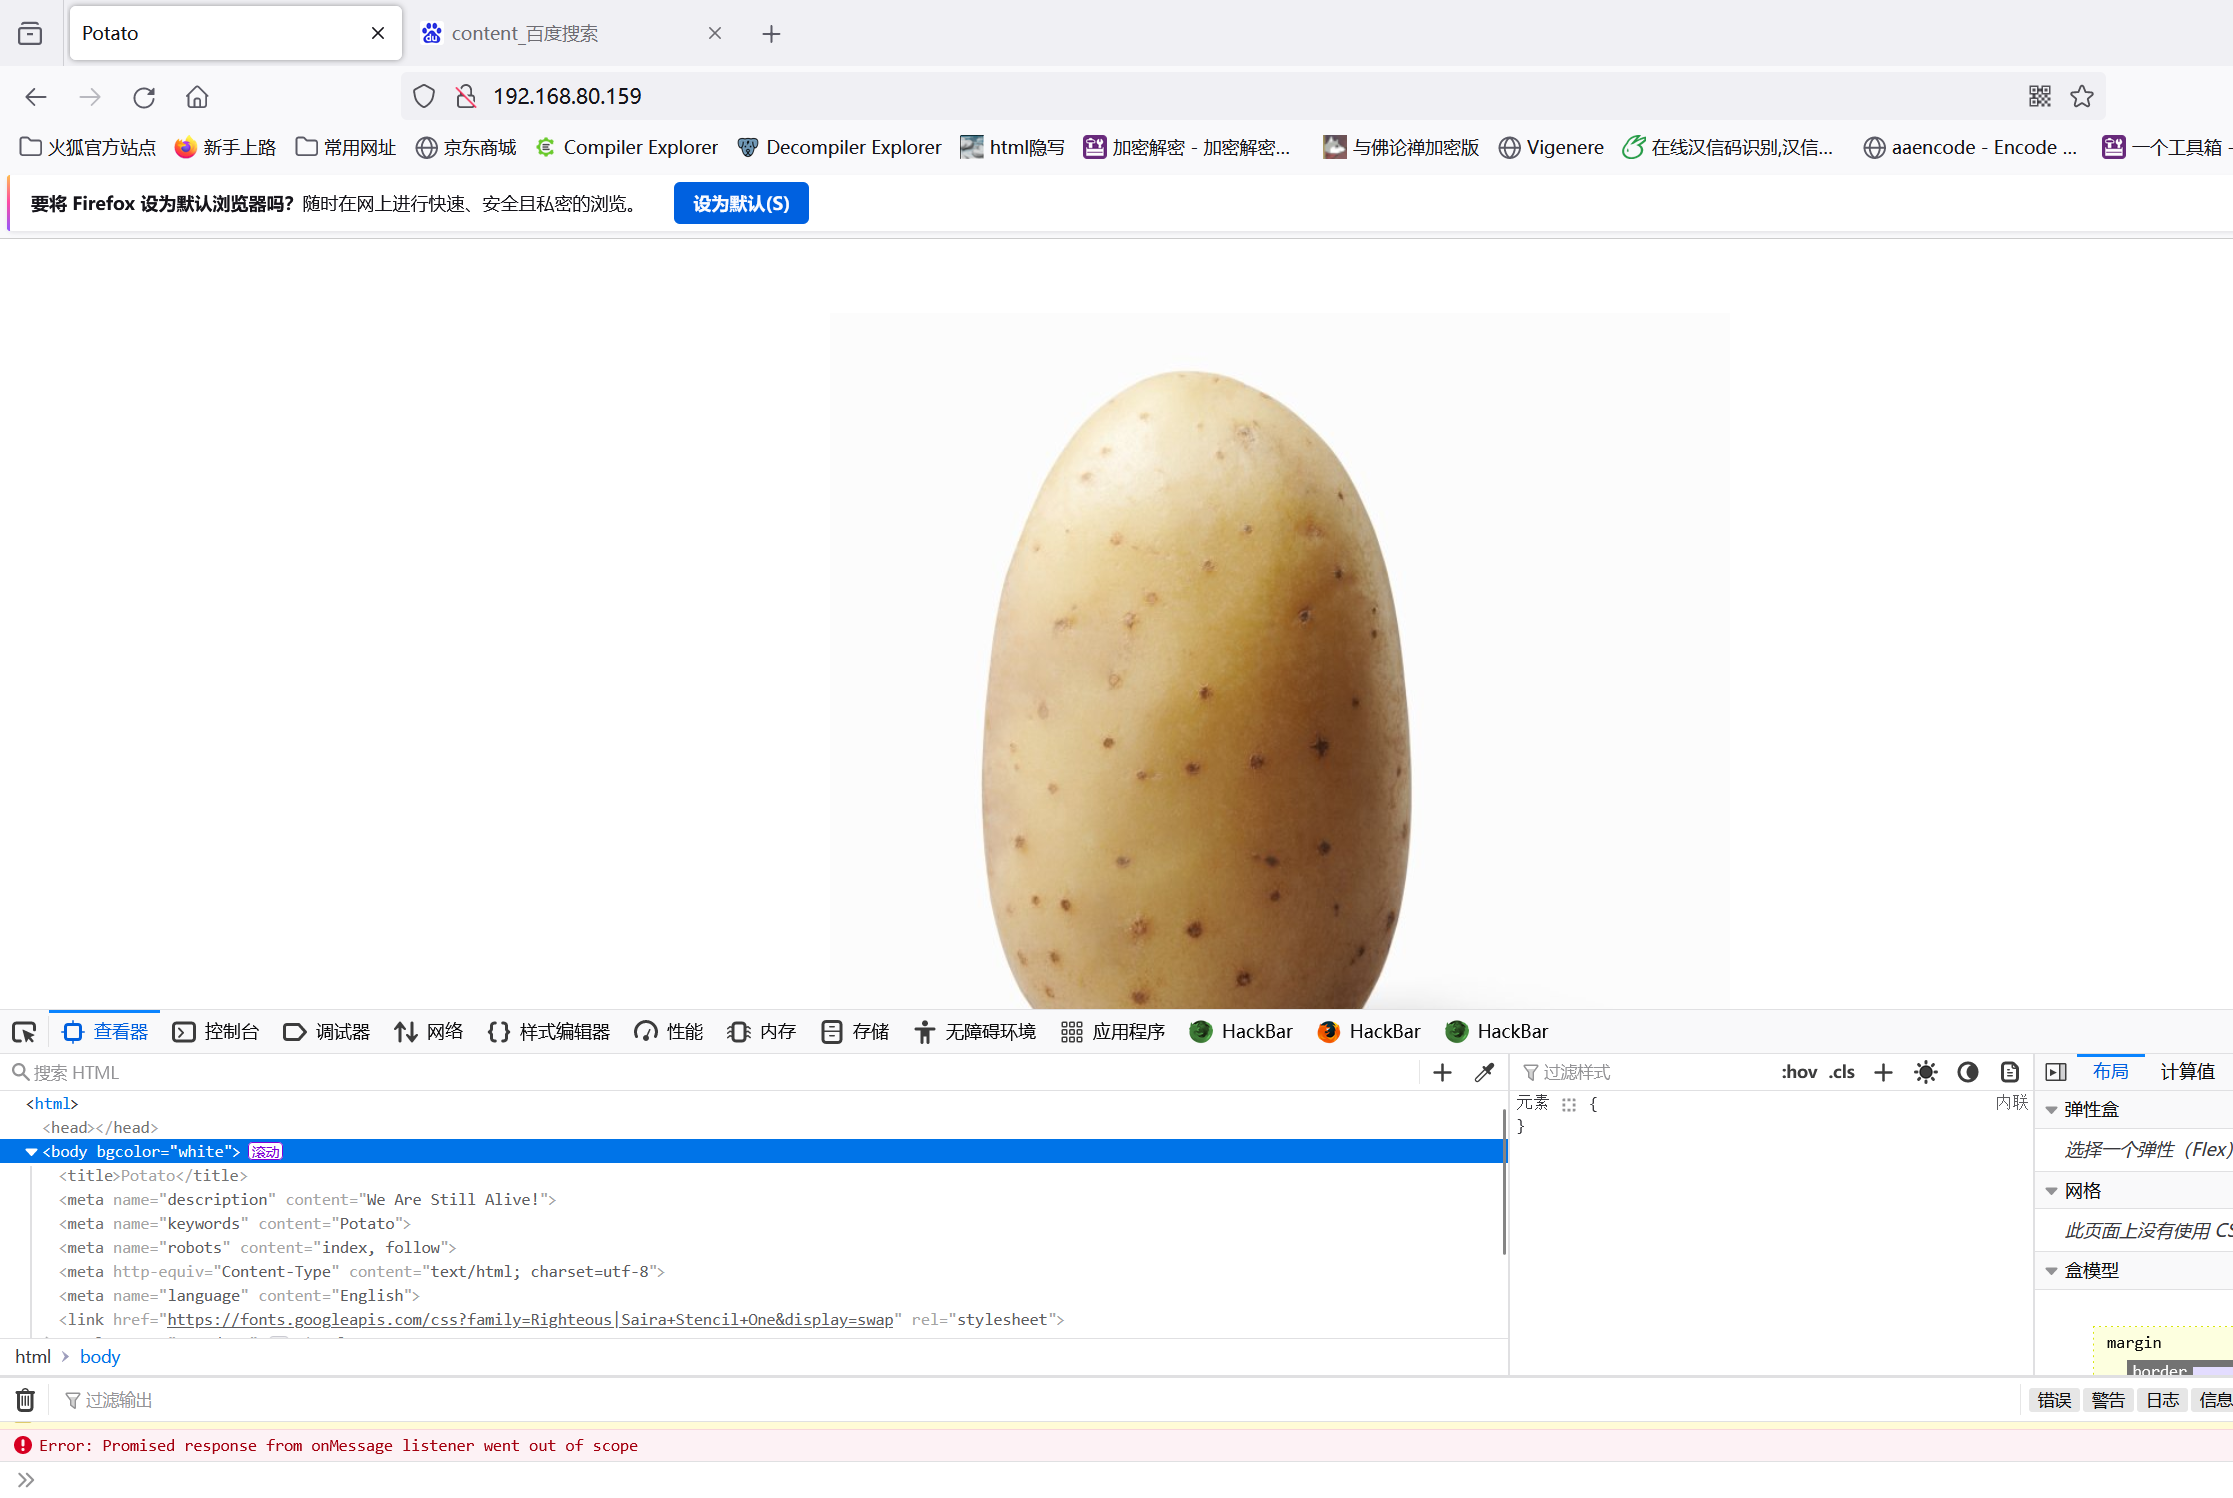 Potato
content_百度搜索
192.168.80.159
火狐官方站点 新手上路 常用网址 京东商城 Compiler Explorer Decompiler Explorer html隐写 加密解密 - 加密解密... 与佛论禅加密版 Vigenere 在线汉信码识别,汉信... aaencode - Encode ... 一个工具箱 -
要将 Firefox 设为默认浏览器吗？随时在网上进行快速、安全且私密的浏览。 设为默认(S)
查看器 控制台 调试器 网络 样式编辑器 性能 内存 存储 无障碍环境 应用程序 HackBar HackBar HackBar
搜索 HTML
过滤样式 :hov .cls
布局 计算值
<html>
<head></head>
<body bgcolor="white"> 滚动
<title>Potato</title>
<meta name="description" content="We Are Still Alive!">
<meta name="keywords" content="Potato">
<meta name="robots" content="index, follow">
<meta http-equiv="Content-Type" content="text/html; charset=utf-8">
<meta name="language" content="English">
<link href="https://fonts.googleapis.com/css?family=Righteous|Saira+Stencil+One&display=swap" rel="stylesheet">
html body
元素 { 内联
}
弹性盒
选择一个弹性（Flex）
网格
此页面上没有使用 CS
盒模型
margin
border
过滤输出
错误 警告 日志 信息
Error: Promised response from onMessage listener went out of scope